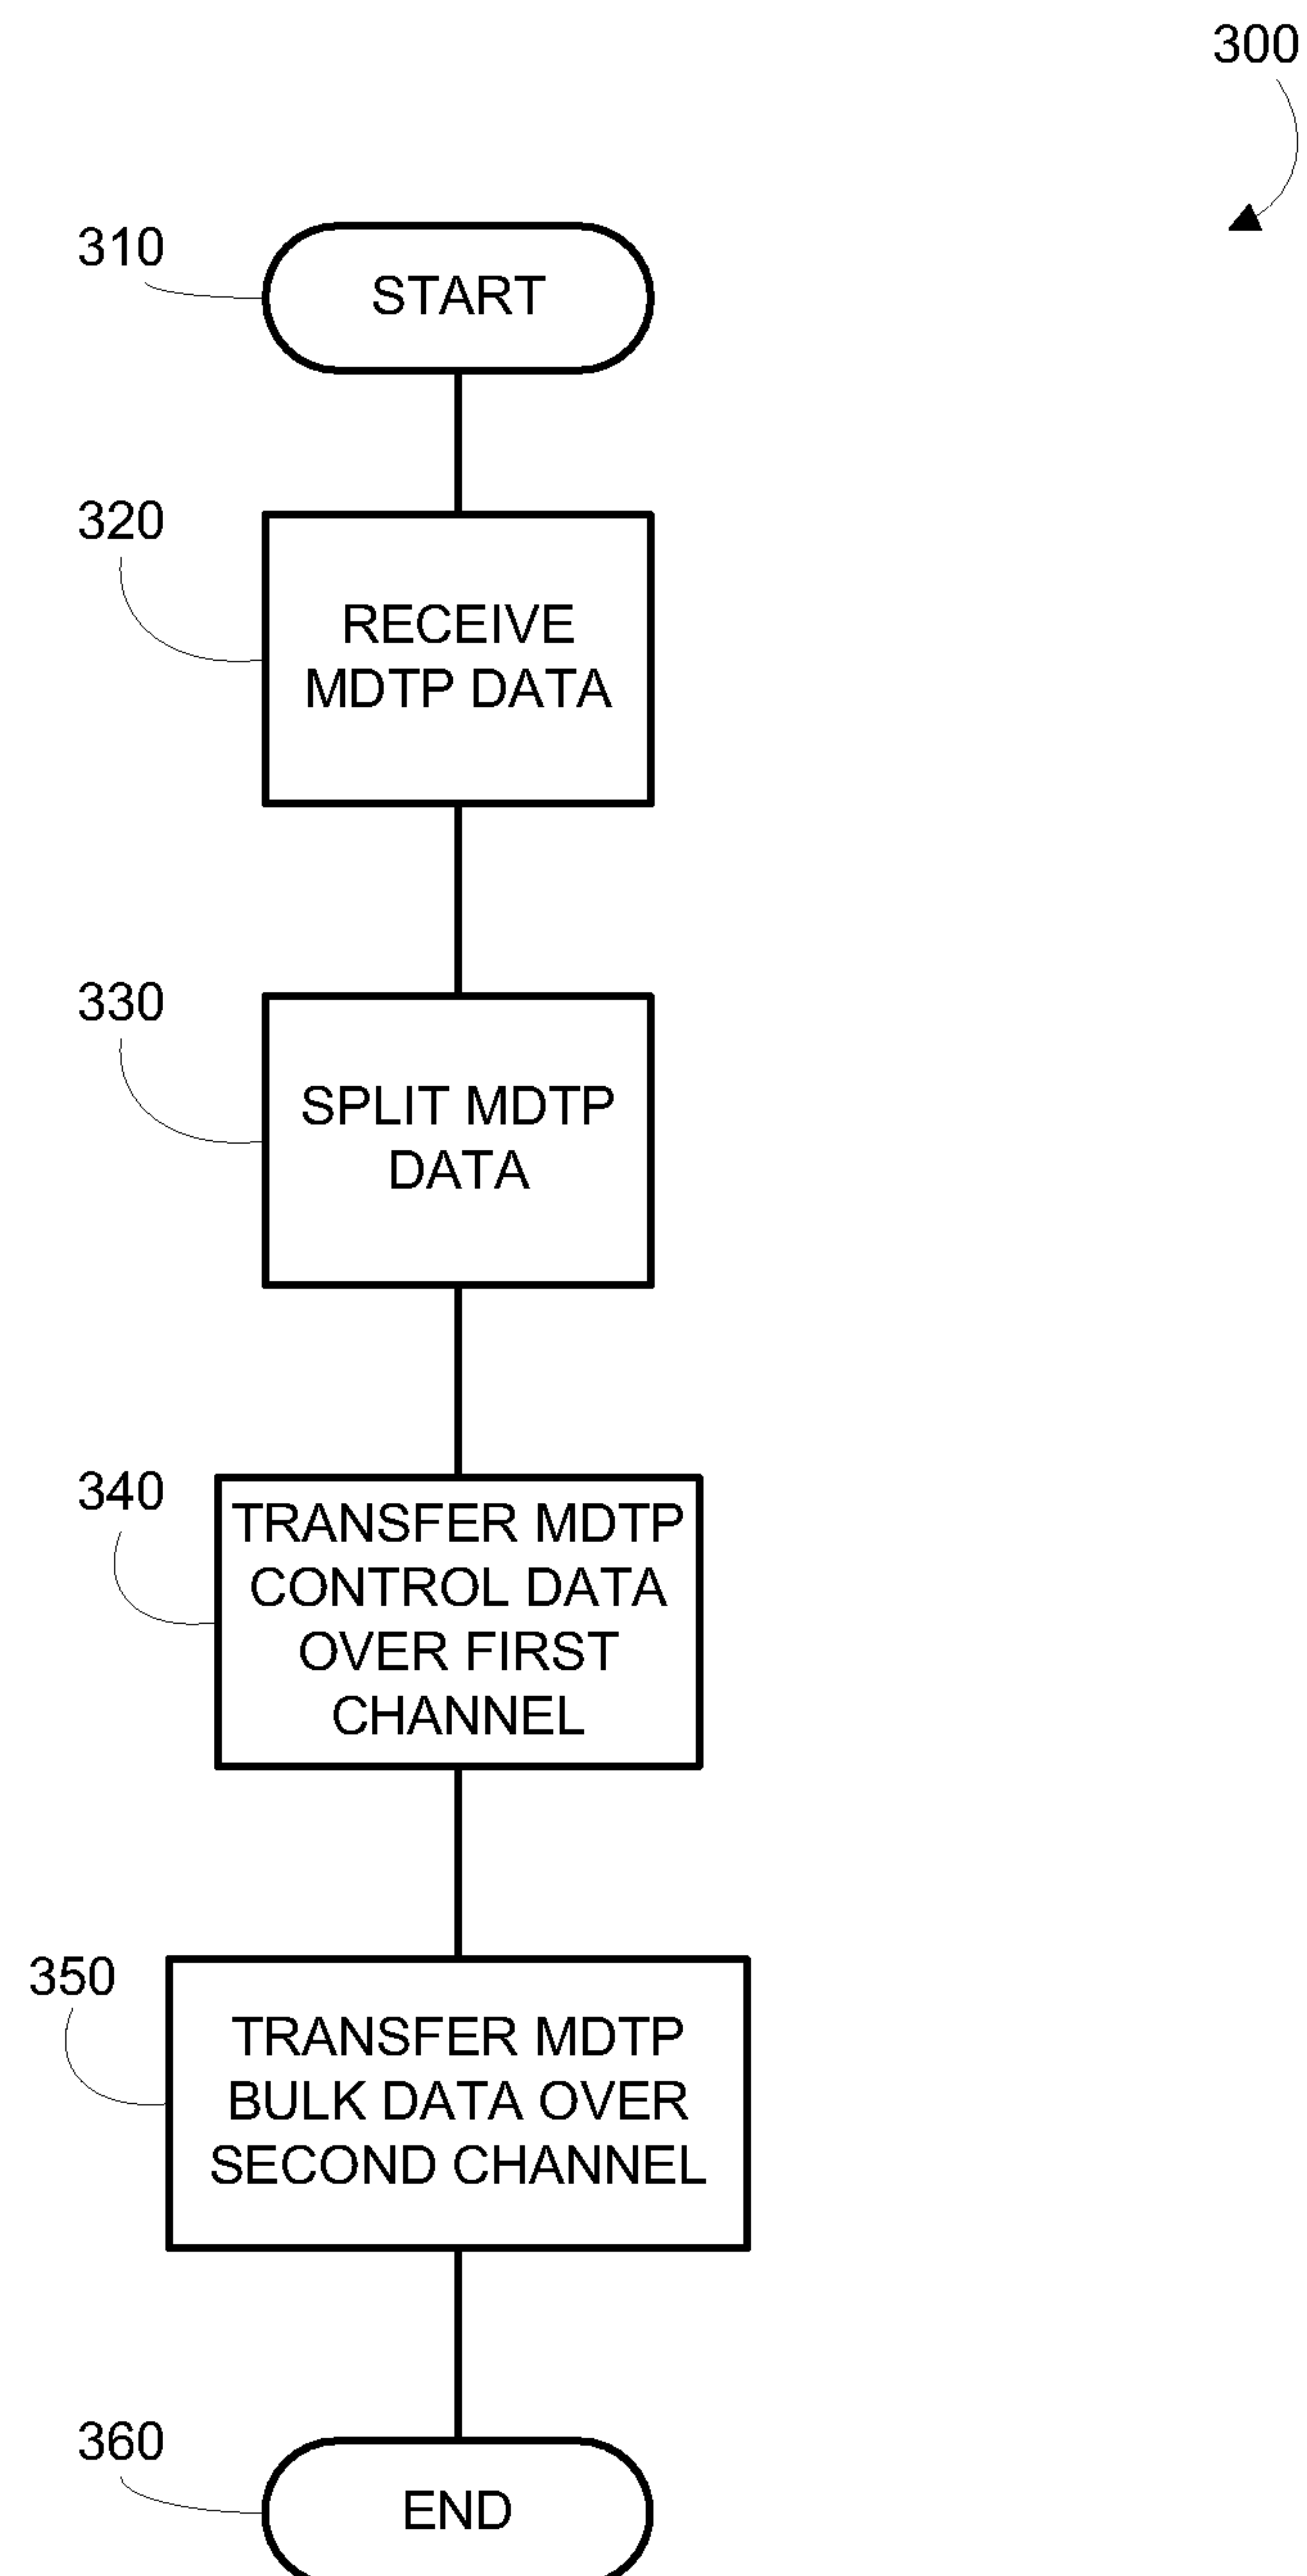 300
310
START
320
RECEIVE
MDTP DATA
330
SPLIT MDTP
DATA
340
TRANSFER MDTP
CONTROL DATA
OVER FIRST
CHANNEL
350
TRANSFER MDTP
BULK DATA OVER
SECOND CHANNEL
360
END